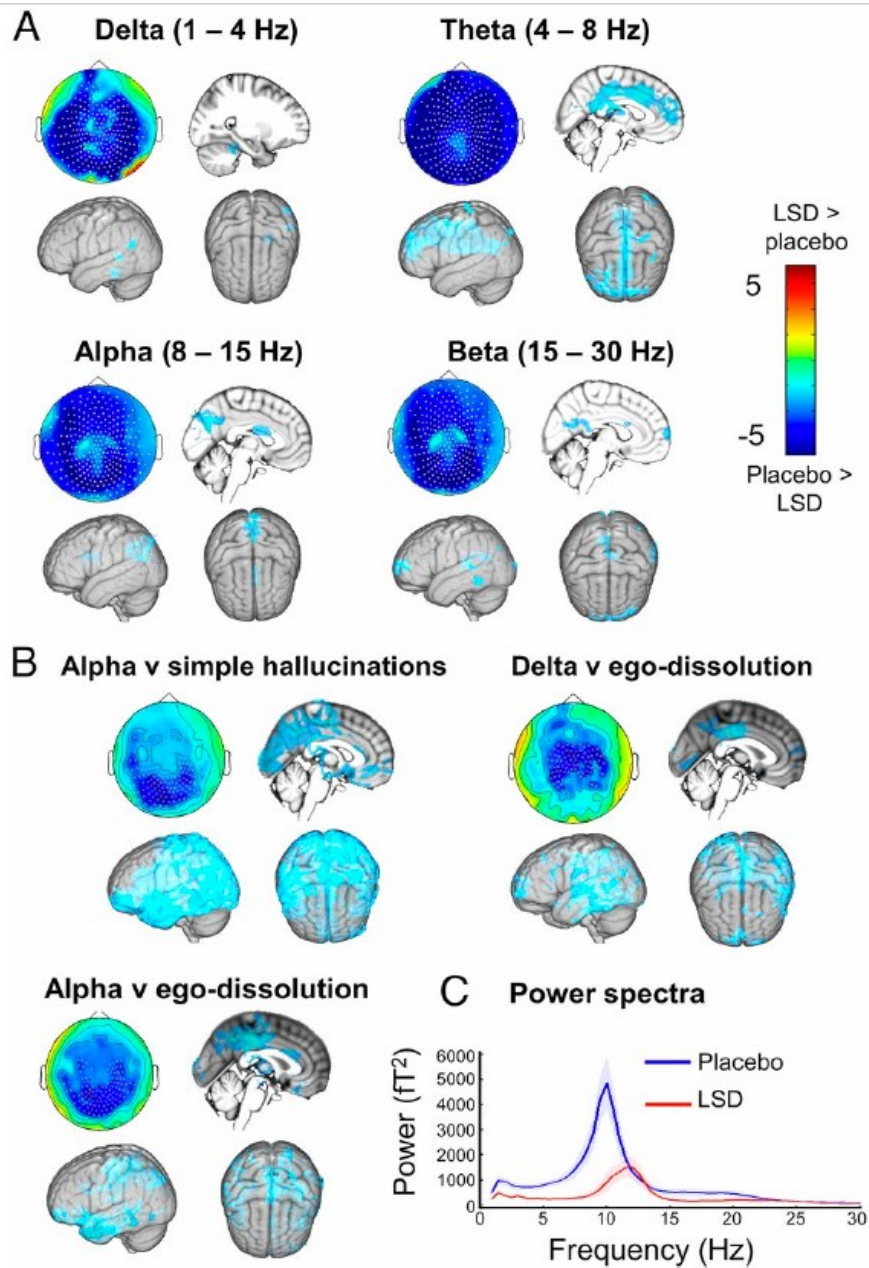 A
Delta (1 – 4 Hz)
Theta (4 – 8 Hz)
LSD >
placebo
5
-5
Placebo >
LSD
Alpha (8 – 15 Hz)
Beta (15 – 30 Hz)
B
Alpha v simple hallucinations
Delta v ego-dissolution
Alpha v ego-dissolution
C
Power spectra
Power (fT²)
6000
5000
4000
3000
2000
1000
0
Placebo
LSD
0 5 10 15 20 25 30
Frequency (Hz)